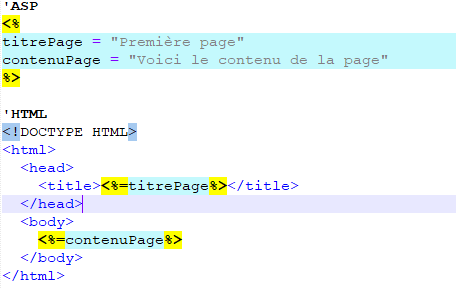 'ASP
<%
titrePage = "Première page"
contenuPage = "Voici le contenu de la page"
%>
'HTML
<!DOCTYPE HTML>
<html>
<head>
<title><%=titrePage%></title>
</head>
<body>
<%=contenuPage%>
</body>
</html>